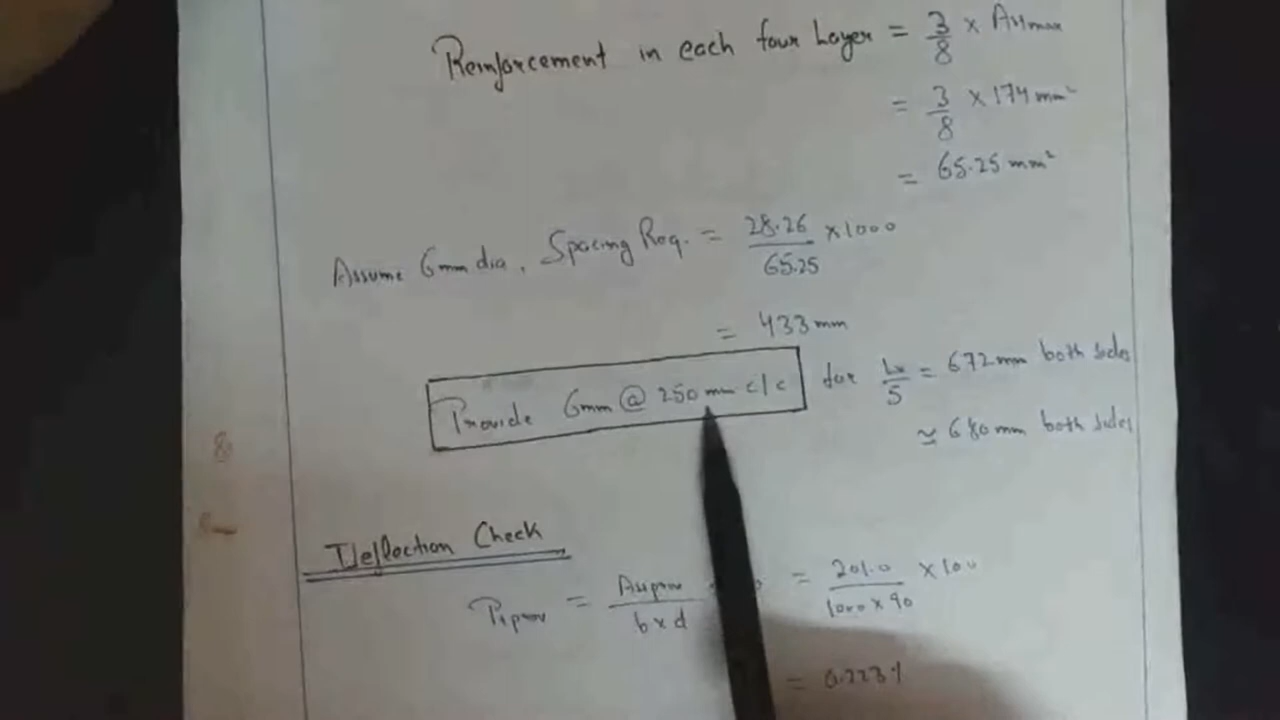 Reinforcement in each four Layer = 3/8 × Astmax
= 3/8 × 174 mm²
= 65.25 mm²
Assume 6mm dia, Spacing Req. = 28.26/65.25 × 1000
= 433 mm
Provide 6mm @ 250 mm c/c for Lx/5 = 672 mm both sides
≃ 680 mm both sides
Deflection Check
Ptprov = Astprov/b×d = 201.0/1000×90 × 100
= 0.223%